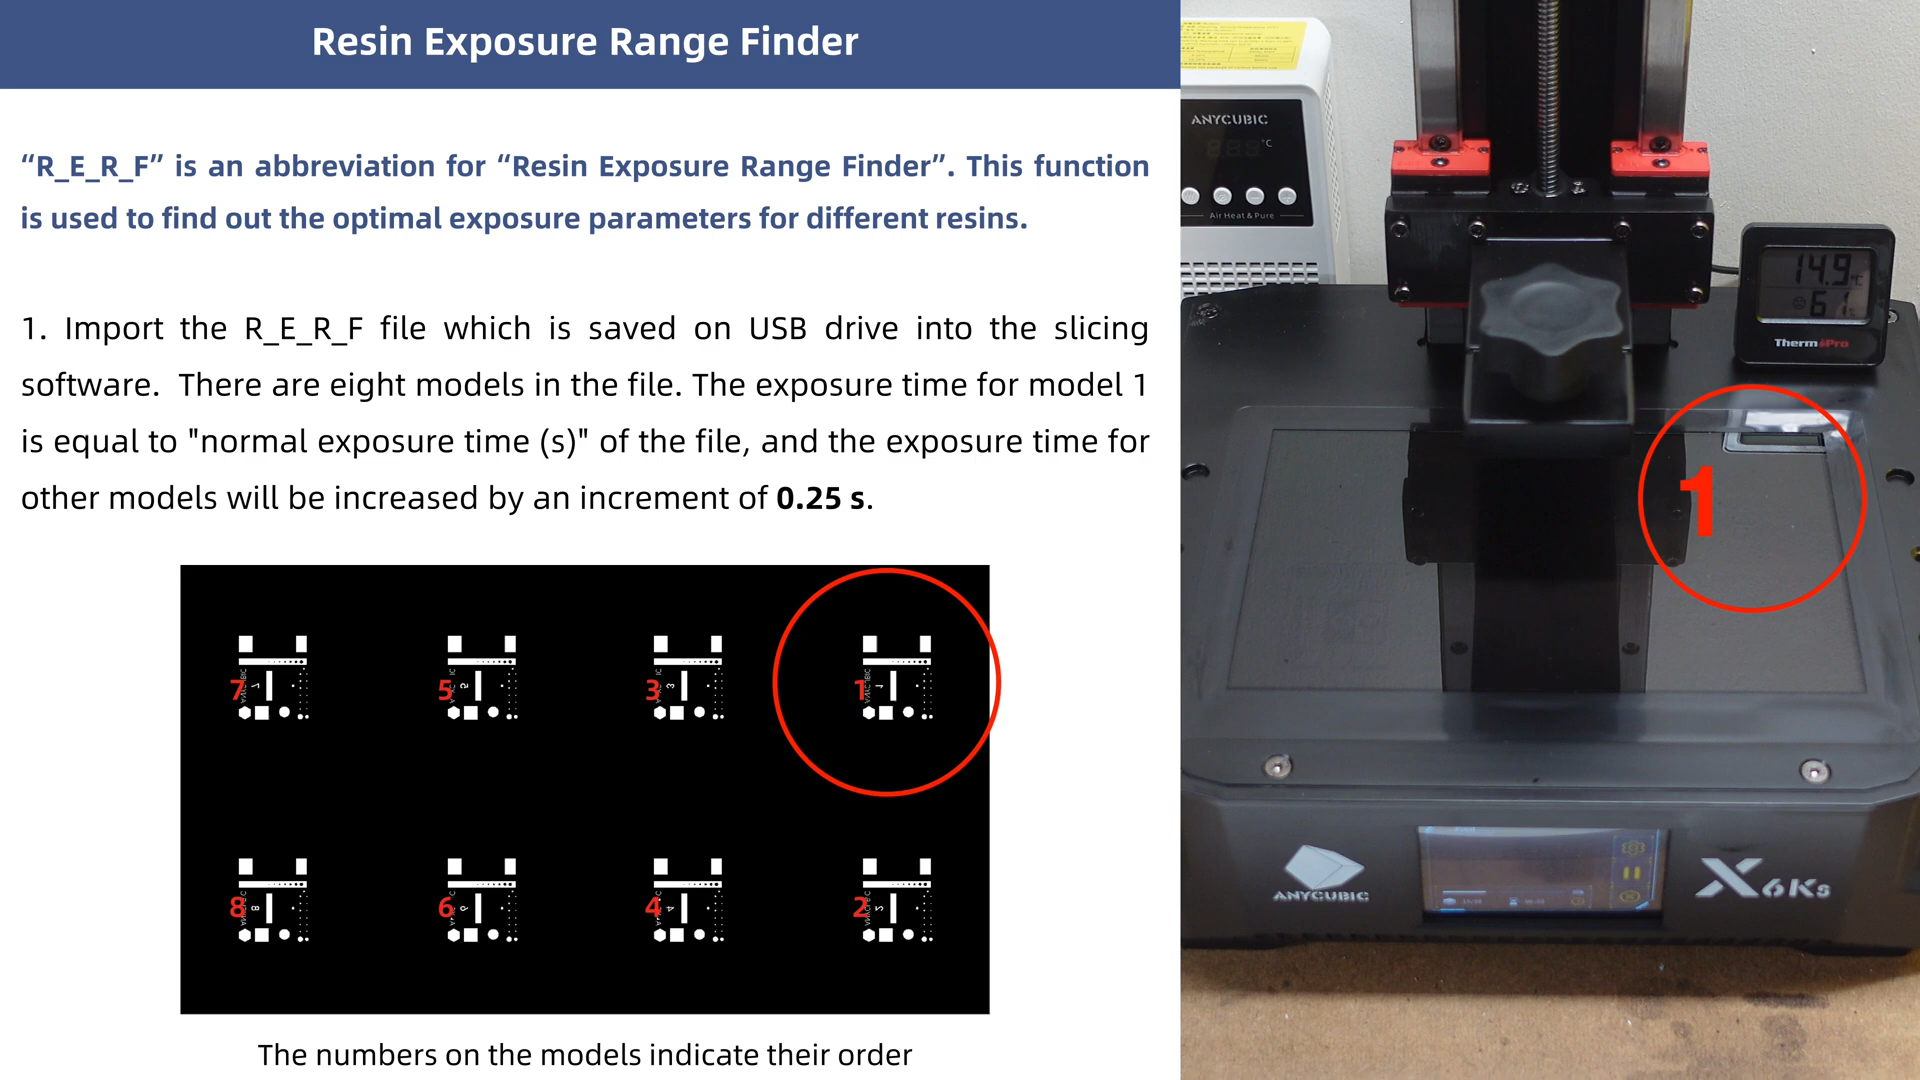 Resin Exposure Range Finder
“R_E_R_F” is an abbreviation for “Resin Exposure Range Finder”. This function
is used to find out the optimal exposure parameters for different resins.
1. Import the R_E_R_F file which is saved on USB drive into the slicing
software. There are eight models in the file. The exposure time for model 1
is equal to "normal exposure time (s)" of the file, and the exposure time for
other models will be increased by an increment of 0.25 s.
7 5 3 1
8 6 4 2
The numbers on the models indicate their order
ANYCUBIC
°C
Air Heat & Pure
14.9 °C
61
ThermoPro
1
ANYCUBIC
X 6Ks